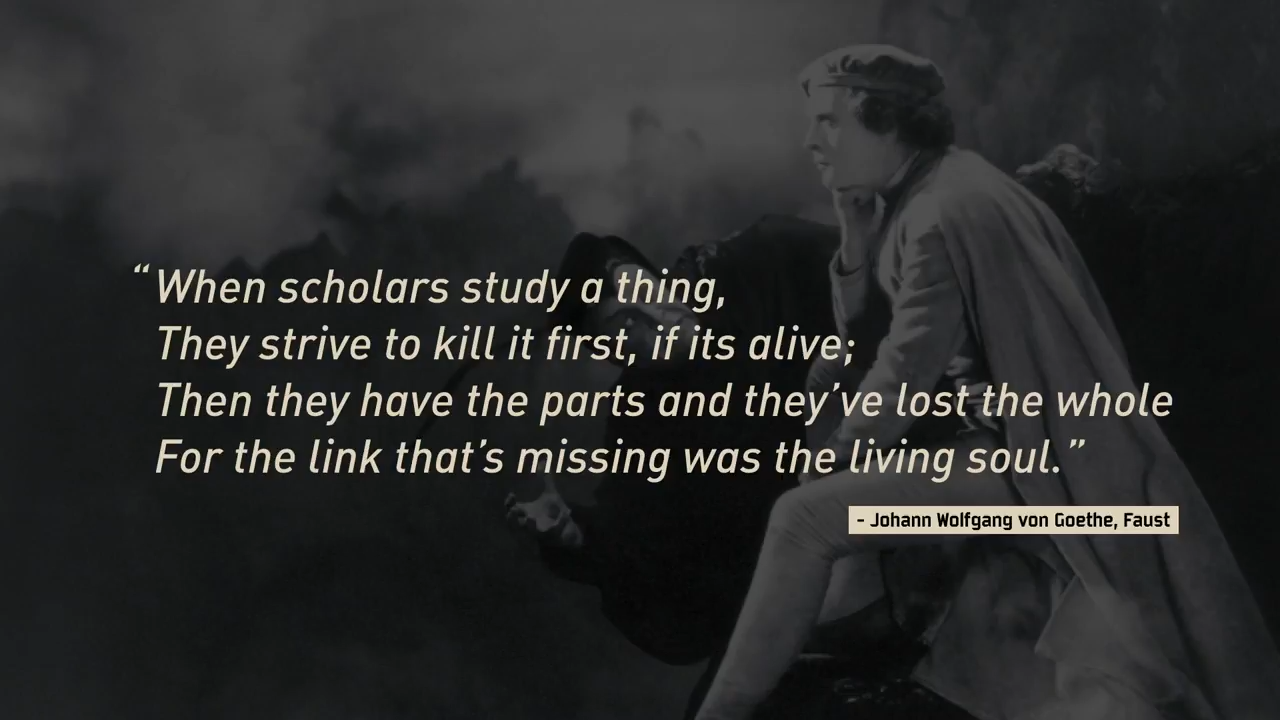 “When scholars study a thing,
They strive to kill it first, if its alive;
Then they have the parts and they’ve lost the whole
For the link that’s missing was the living soul.”
- Johann Wolfgang von Goethe, Faust